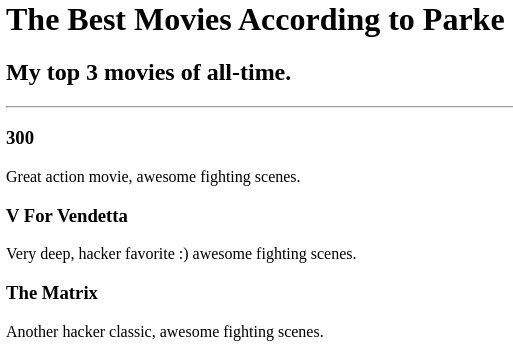 The Best Movies According to Parke
My top 3 movies of all-time.
300
Great action movie, awesome fighting scenes.
V For Vendetta
Very deep, hacker favorite :) awesome fighting scenes.
The Matrix
Another hacker classic, awesome fighting scenes.